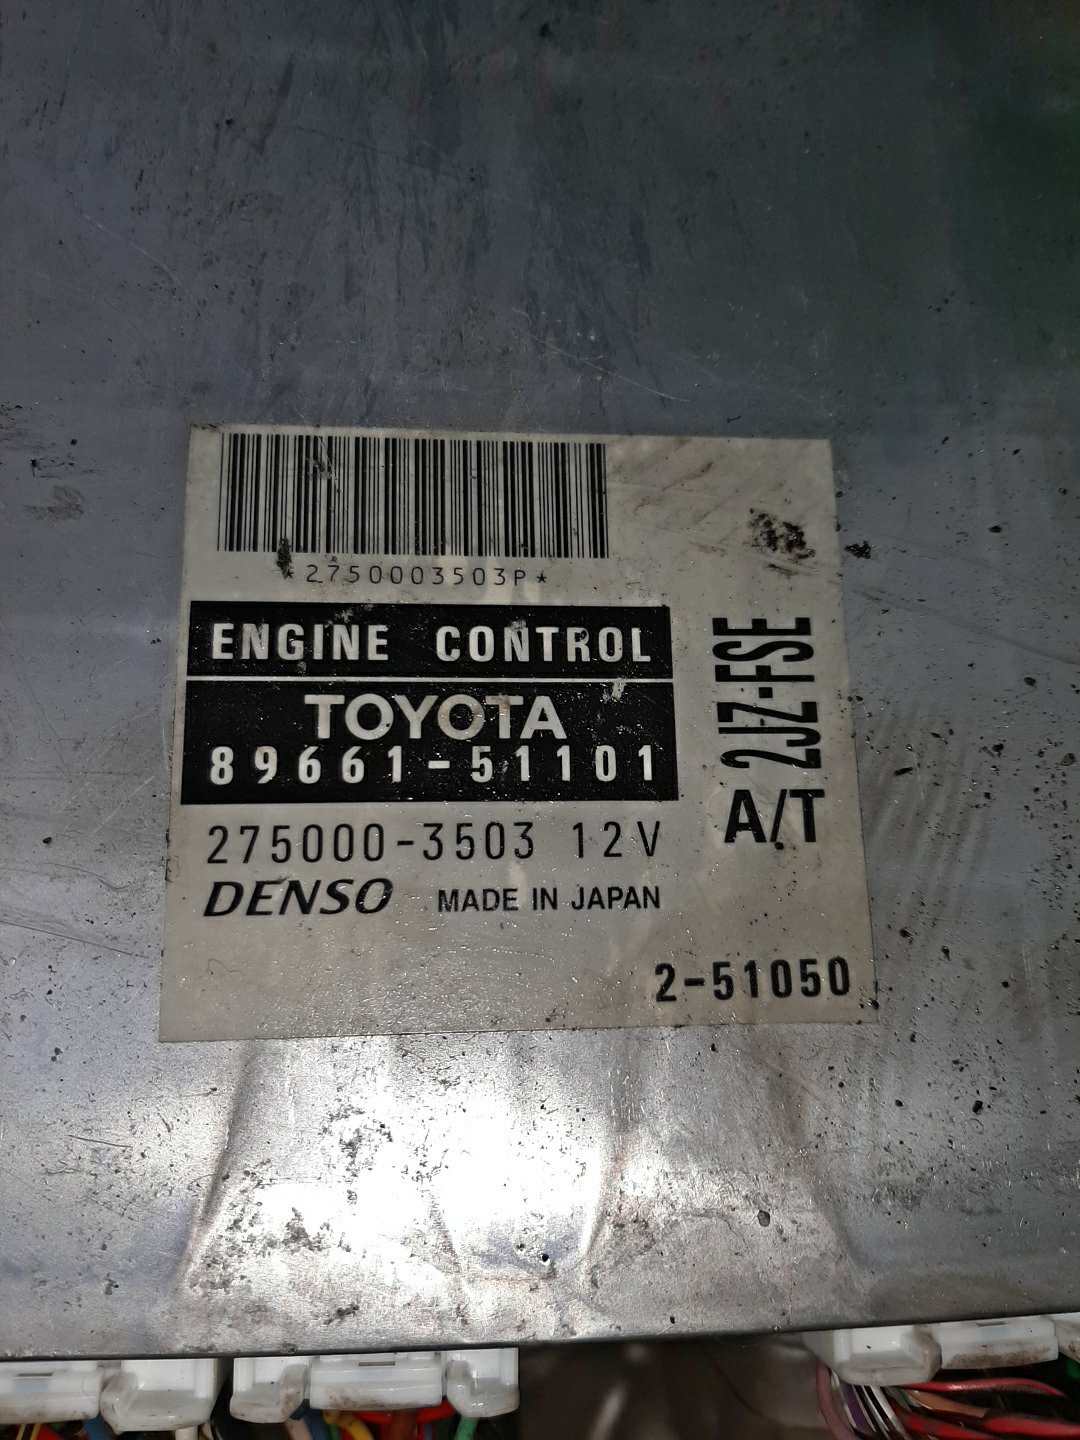 *2750003503P*
ENGINE CONTROL
TOYOTA
89661-51101
275000-3503 12V
DENSO MADE IN JAPAN
2JZ-FSE
A/T
2-51050